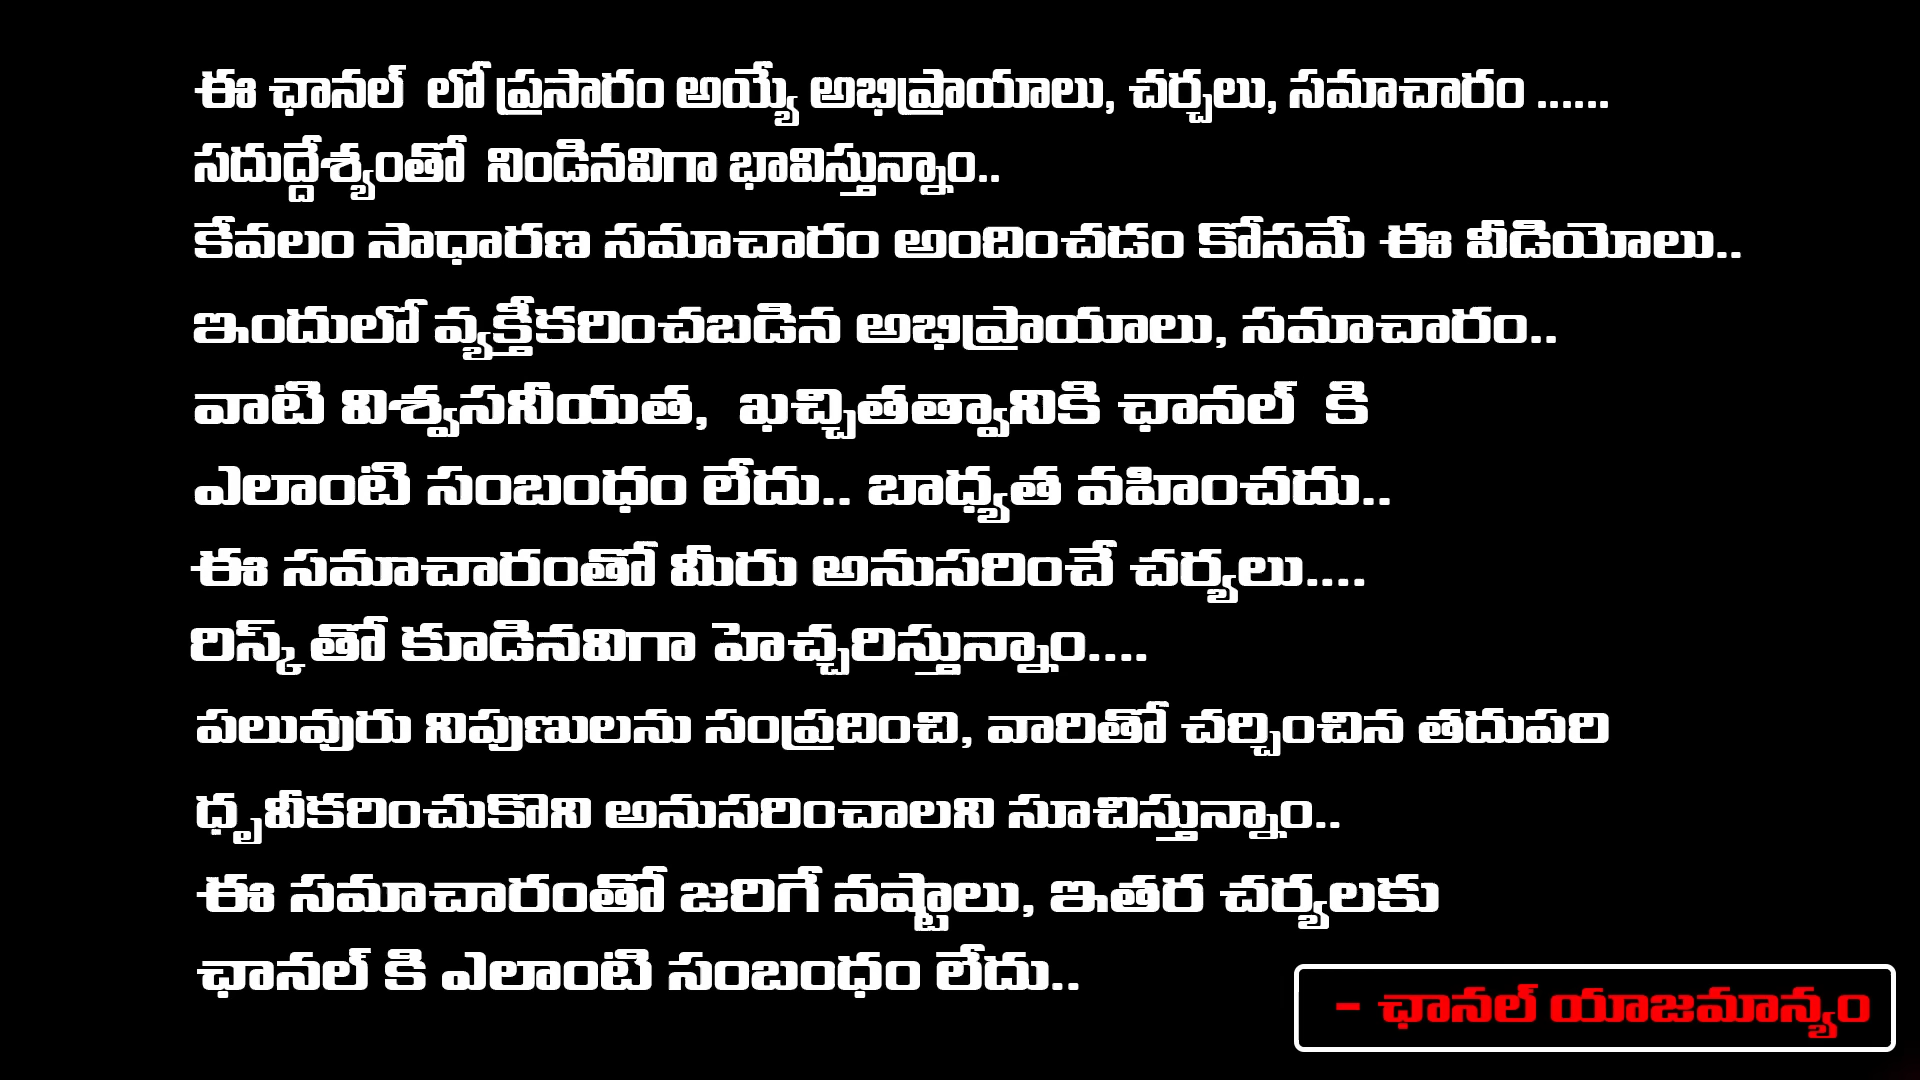 ఈ ఛానల్ లో ప్రసారం అయ్యే అభిప్రాయాలు, చర్చలు, సమాచారం ......
సదుద్దేశ్యంతో నిండినవిగా భావిస్తున్నాం..
కేవలం సాధారణ సమాచారం అందించడం కోసమే ఈ వీడియోలు..
ఇందులో వ్యక్తీకరించబడిన అభిప్రాయాలు, సమాచారం..
వాటి విశ్వసనీయత, ఖచ్చితత్వానికి ఛానల్ కి
ఎలాంటి సంబంధం లేదు.. బాధ్యత వహించదు..
ఈ సమాచారంతో మీరు అనుసరించే చర్యలు....
రిస్క్ తో కూడినవిగా హెచ్చరిస్తున్నాం....
పలువురు నిపుణులను సంప్రదించి, వారితో చర్చించిన తదుపరి
ధృవీకరించుకొని అనుసరించాలని సూచిస్తున్నాం..
ఈ సమాచారంతో జరిగే నష్టాలు, ఇతర చర్యలకు
ఛానల్ కి ఎలాంటి సంబంధం లేదు..
- ఛానల్ యాజమాన్యం